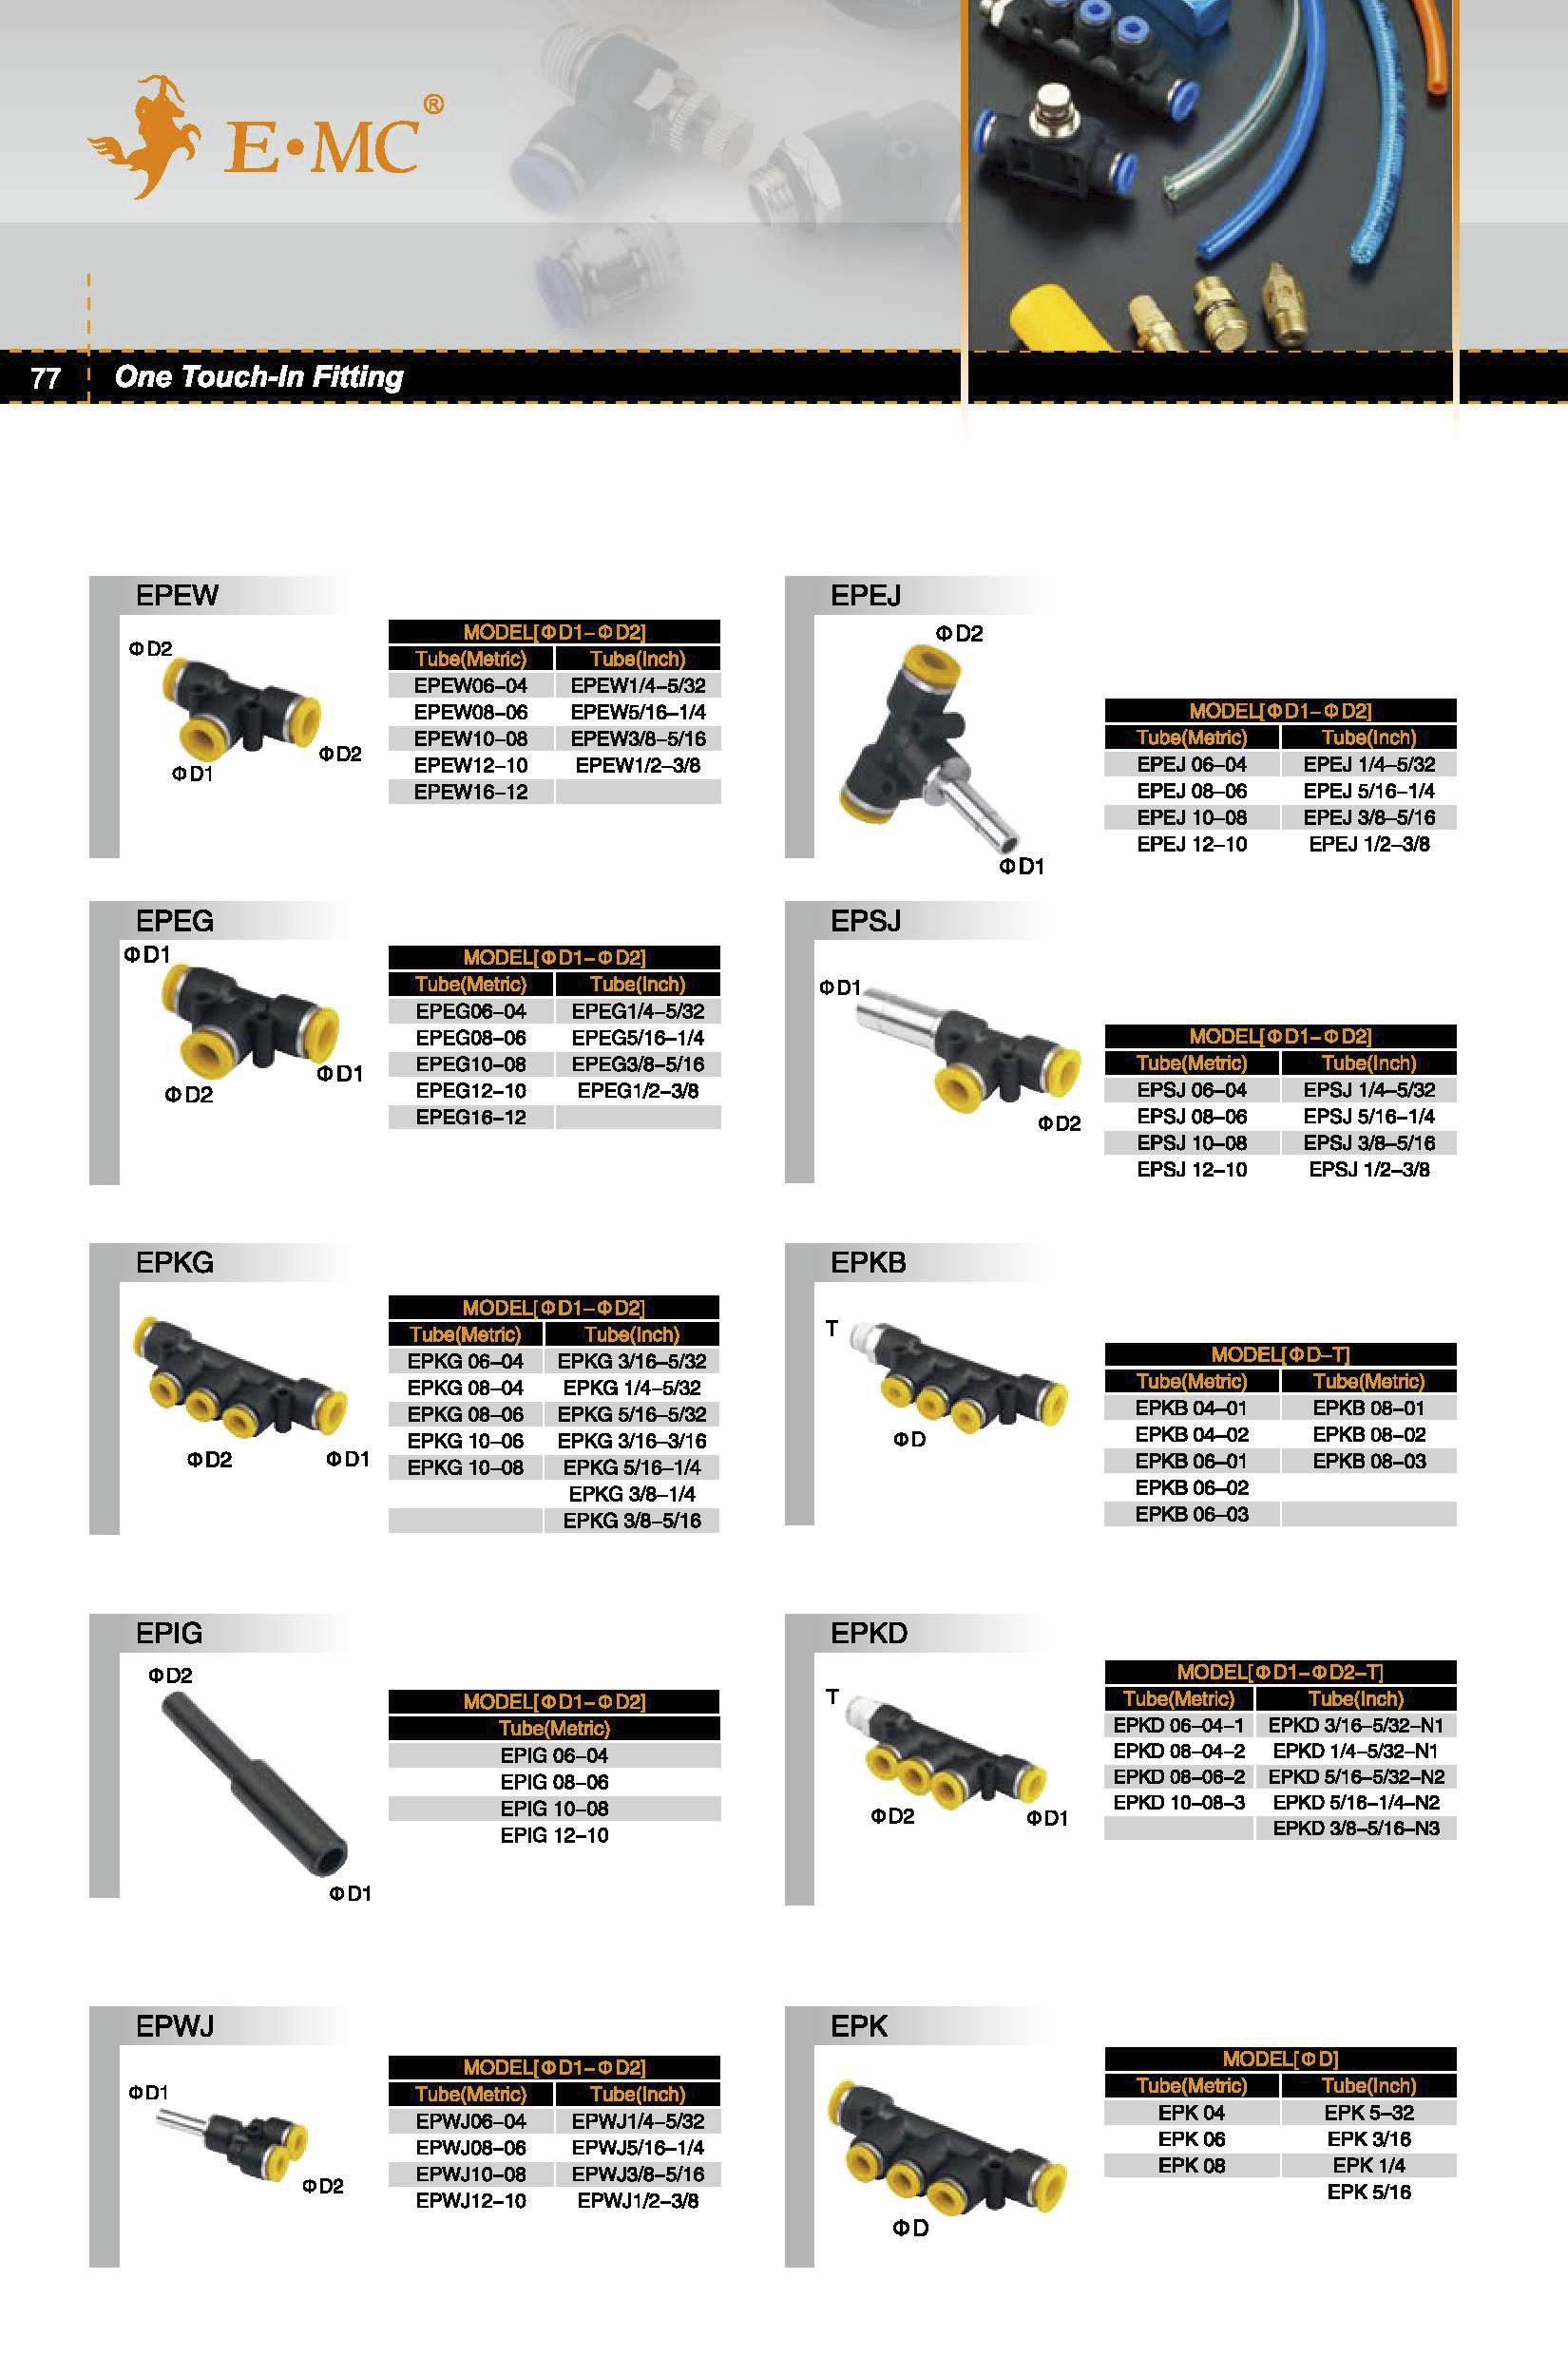 E•MC®
77 One Touch-In Fitting
EPEW
ΦD2
ΦD1
ΦD2
MODEL[ΦD1-ΦD2]
Tube(Metric) Tube(Inch)
EPEW06-04 EPEW1/4-5/32
EPEW08-06 EPEW5/16-1/4
EPEW10-08 EPEW3/8-5/16
EPEW12-10 EPEW1/2-3/8
EPEW16-12
EPEJ
ΦD2
ΦD1
MODEL[ΦD1-ΦD2]
Tube(Metric) Tube(Inch)
EPEJ 06-04 EPEJ 1/4-5/32
EPEJ 08-06 EPEJ 5/16-1/4
EPEJ 10-08 EPEJ 3/8-5/16
EPEJ 12-10 EPEJ 1/2-3/8
EPEG
ΦD1
ΦD1
ΦD2
MODEL[ΦD1-ΦD2]
Tube(Metric) Tube(Inch)
EPEG06-04 EPEG1/4-5/32
EPEG08-06 EPEG5/16-1/4
EPEG10-08 EPEG3/8-5/16
EPEG12-10 EPEG1/2-3/8
EPEG16-12
EPSJ
ΦD1
ΦD2
MODEL[ΦD1-ΦD2]
Tube(Metric) Tube(Inch)
EPSJ 06-04 EPSJ 1/4-5/32
EPSJ 08-06 EPSJ 5/16-1/4
EPSJ 10-08 EPSJ 3/8-5/16
EPSJ 12-10 EPSJ 1/2-3/8
EPKG
ΦD2 ΦD1
MODEL[ΦD1-ΦD2]
Tube(Metric) Tube(Inch)
EPKG 06-04 EPKG 3/16-5/32
EPKG 08-04 EPKG 1/4-5/32
EPKG 08-06 EPKG 5/16-5/32
EPKG 10-06 EPKG 3/16-3/16
EPKG 10-08 EPKG 5/16-1/4
EPKG 3/8-1/4
EPKG 3/8-5/16
EPKB
T
ΦD
MODEL[ΦD-T]
Tube(Metric) Tube(Metric)
EPKB 04-01 EPKB 08-01
EPKB 04-02 EPKB 08-02
EPKB 06-01 EPKB 08-03
EPKB 06-02
EPKB 06-03
EPIG
ΦD2
ΦD1
MODEL[ΦD1-ΦD2]
Tube(Metric)
EPIG 06-04
EPIG 08-06
EPIG 10-08
EPIG 12-10
EPKD
T
ΦD2 ΦD1
MODEL[ΦD1-ΦD2-T]
Tube(Metric) Tube(Inch)
EPKD 06-04-1 EPKD 3/16-5/32-N1
EPKD 08-04-2 EPKD 1/4-5/32-N1
EPKD 08-06-2 EPKD 5/16-5/32-N2
EPKD 10-08-3 EPKD 5/16-1/4-N2
EPKD 3/8-5/16-N3
EPWJ
ΦD1
ΦD2
MODEL[ΦD1-ΦD2]
Tube(Metric) Tube(Inch)
EPWJ06-04 EPWJ1/4-5/32
EPWJ08-06 EPWJ5/16-1/4
EPWJ10-08 EPWJ3/8-5/16
EPWJ12-10 EPWJ1/2-3/8
EPK
ΦD
MODEL[ΦD]
Tube(Metric) Tube(Inch)
EPK 04 EPK 5-32
EPK 06 EPK 3/16
EPK 08 EPK 1/4
EPK 5/16